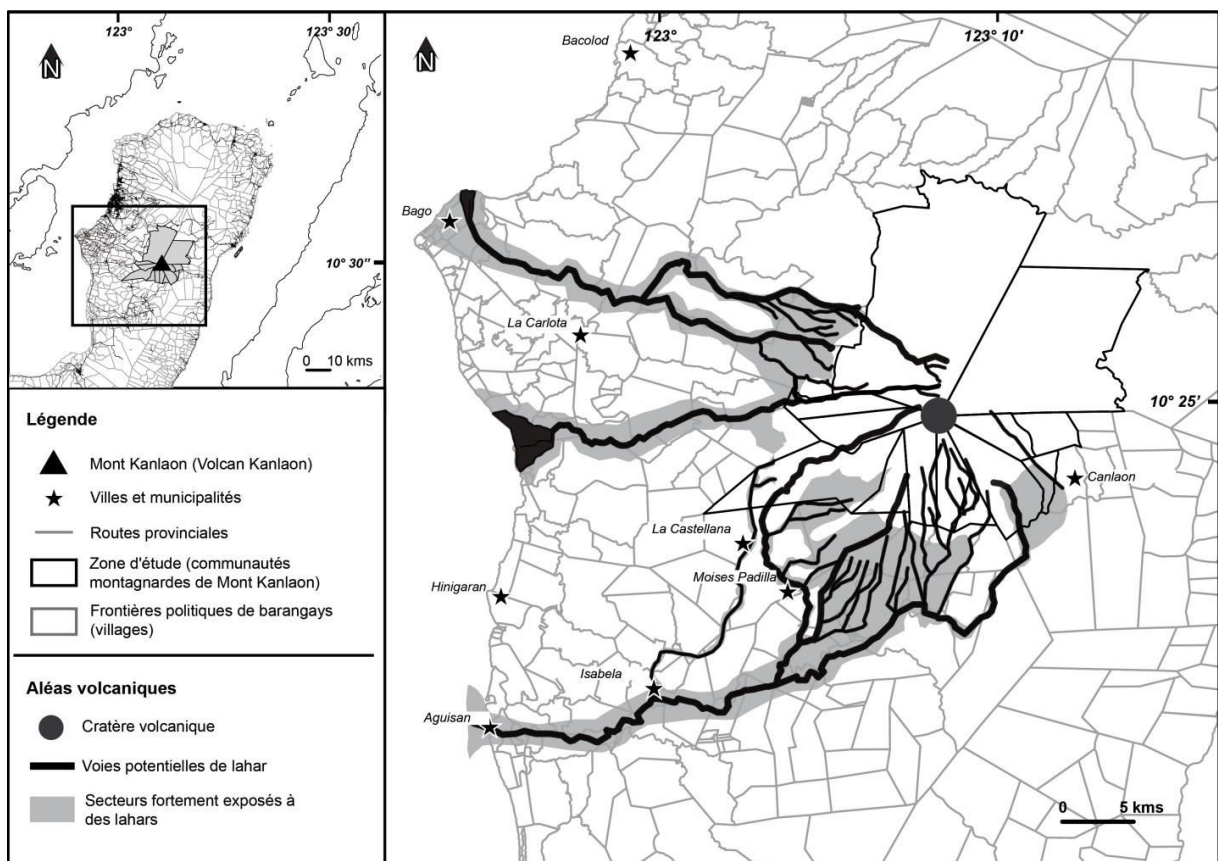 123°
123° 30'
N
10° 30''
0 10 kms
Légende
Mont Kanlaon (Volcan Kanlaon)
Villes et municipalités
Routes provinciales
Zone d'étude (communautés
montagnardes de Mont Kanlaon)
Frontières politiques de barangays
(villages)
Aléas volcaniques
Cratère volcanique
Voies potentielles de lahar
Secteurs fortement exposés à
des lahars
123°
123° 10'
N
Bacolod
Bago
La Carlota
10° 25'
Canlaon
La Castellana
Moises Padilla
Hinigaran
Isabela
Aguisan
0 5 kms